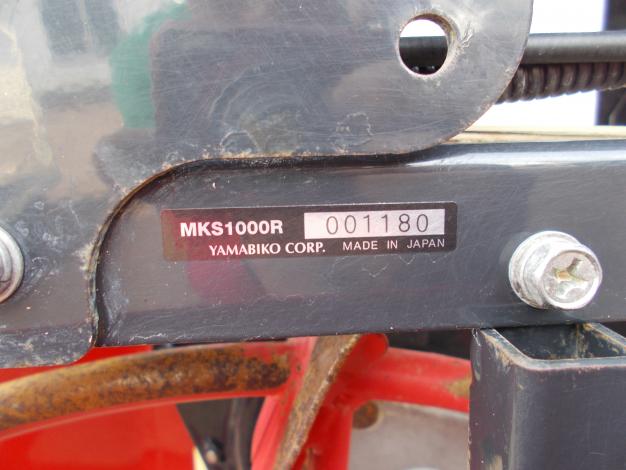 MKS1000R 001180
YAMABIKO CORP. MADE IN JAPAN